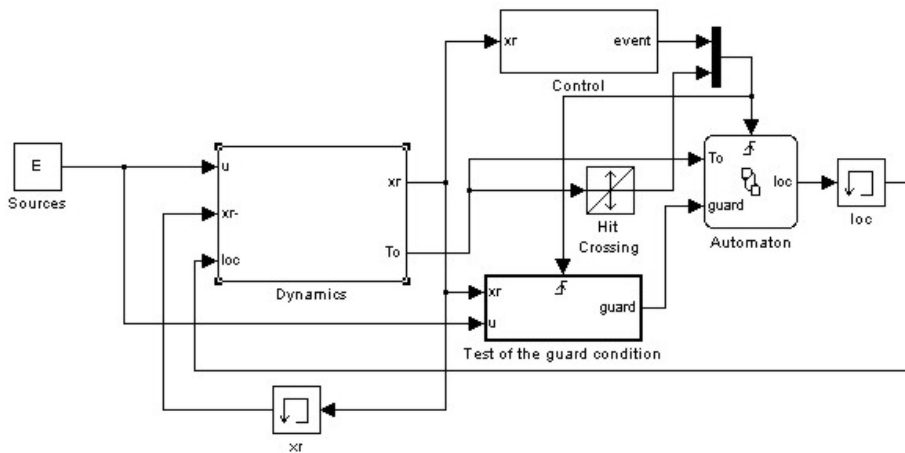 xr
event
Control
E
Sources
u
xr-
loc
xr
To
Dynamics
Hit
Crossing
To
guard
loc
Automaton
loc
xr
u
guard
Test of the guard condition
xr